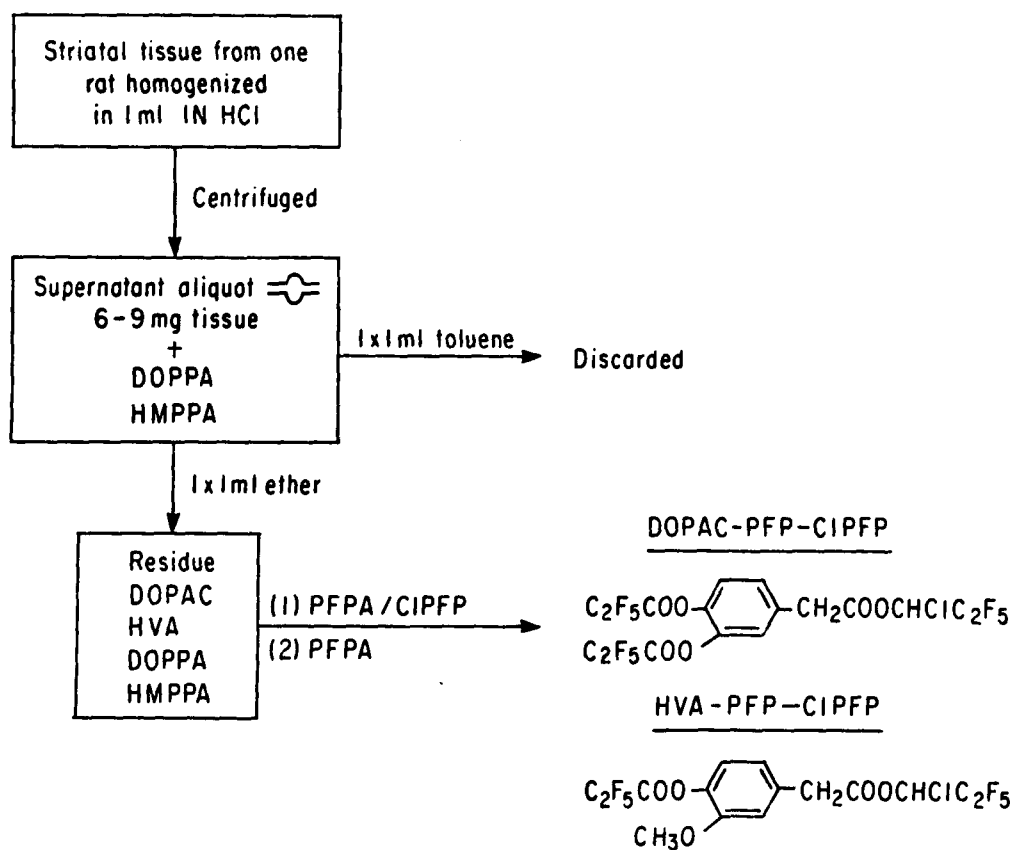 Striatal tissue from one
rat homogenized
in 1ml 1N HCl
Centrifuged
Supernatant aliquot
6-9mg tissue
+
DOPPA
HMPPA
1x1ml toluene
Discarded
1x1ml ether
Residue
DOPAC
HVA
DOPPA
HMPPA
(1) PFPA/ClPFP
(2) PFPA
DOPAC-PFP-ClPFP
C₂F₅COO CH₂COOCHClC₂F₅
C₂F₅COO
HVA-PFP-ClPFP
C₂F₅COO CH₂COOCHClC₂F₅
CH₃O